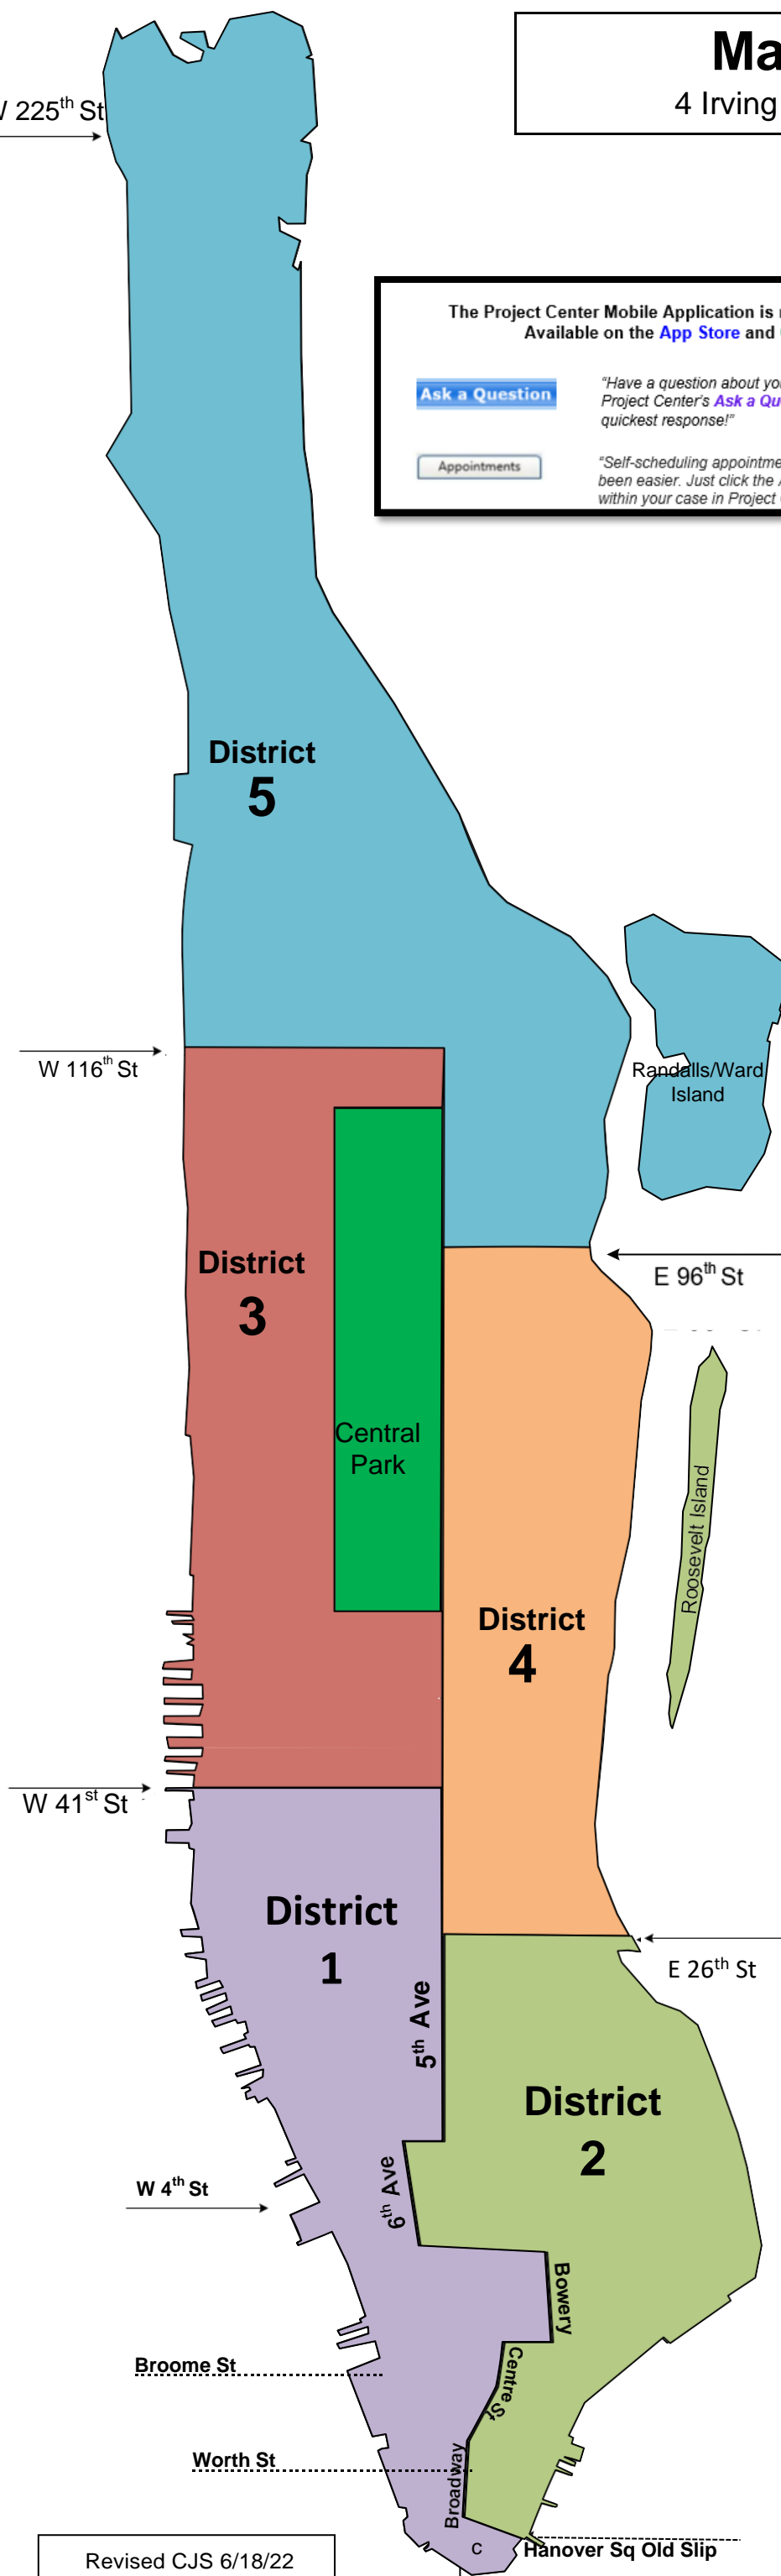 Ma
4 Irving
W 225th St
The Project Center Mobile Application is
Available on the App Store and
Ask a Question
"Have a question about
Project Center's Ask a
quickest response!"
Appointments
"Self-scheduling
been easier. Just click the
within your case in Project
District
5
Randalls/Ward
Island
W 116th St
District
3
E 96th St
Central
Park
Roosevelt Island
District
4
W 41st St
District
1
E 26th St
5th Ave
District
2
6th Ave
W 4th St
Bowery
Broome St
Centre St
Worth St
Broadway
C
Hanover Sq Old Slip
Revised CJS 6/18/22